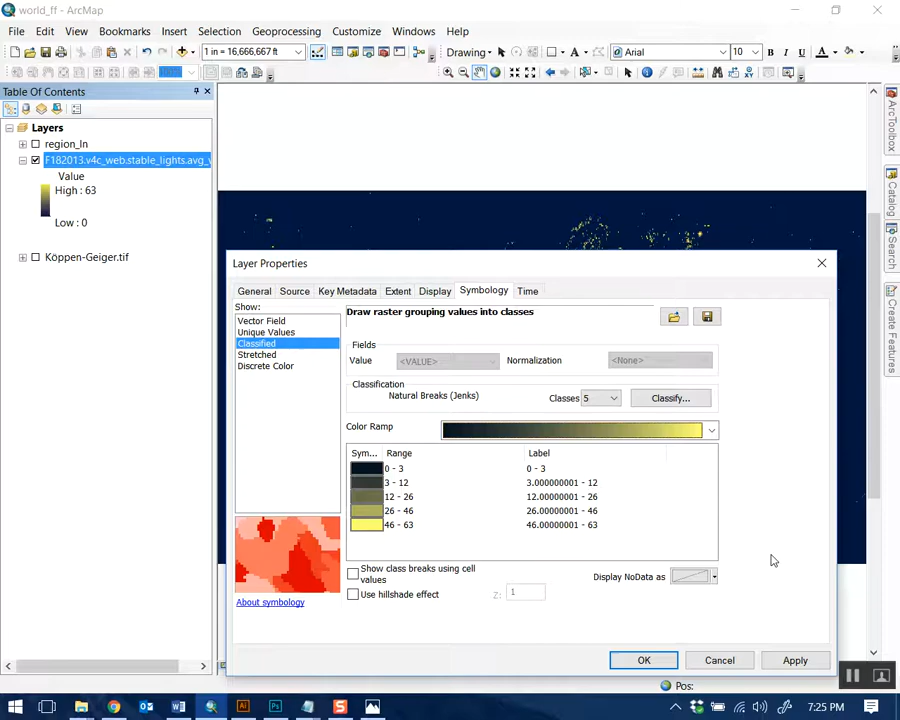 world_ff - ArcMap
File Edit View Bookmarks Insert Selection Geoprocessing Customize Windows Help
1 in = 16,666,667 ft
Drawing
Arial
10
B I U A
100%
Table Of Contents
Layers
region_ln
F182013.v4c_web.stable_lights.avg_v
Value
High : 63
Low : 0
Köppen-Geiger.tif
ArcToolbox
Catalog
Search
Create Features
Layer Properties
General Source Key Metadata Extent Display Symbology Time
Show:
Vector Field
Unique Values
Classified
Stretched
Discrete Color
About symbology
Draw raster grouping values into classes
Fields
Value <VALUE> Normalization <None>
Classification
Natural Breaks (Jenks) Classes 5 Classify...
Color Ramp
Sym... Range Label
0 - 3 0 - 3
3 - 12 3.000000001 - 12
12 - 26 12.00000001 - 26
26 - 46 26.00000001 - 46
46 - 63 46.00000001 - 63
Show class breaks using cell values
Display NoData as
Use hillshade effect Z: 1
OK Cancel Apply
Pos:
7:25 PM